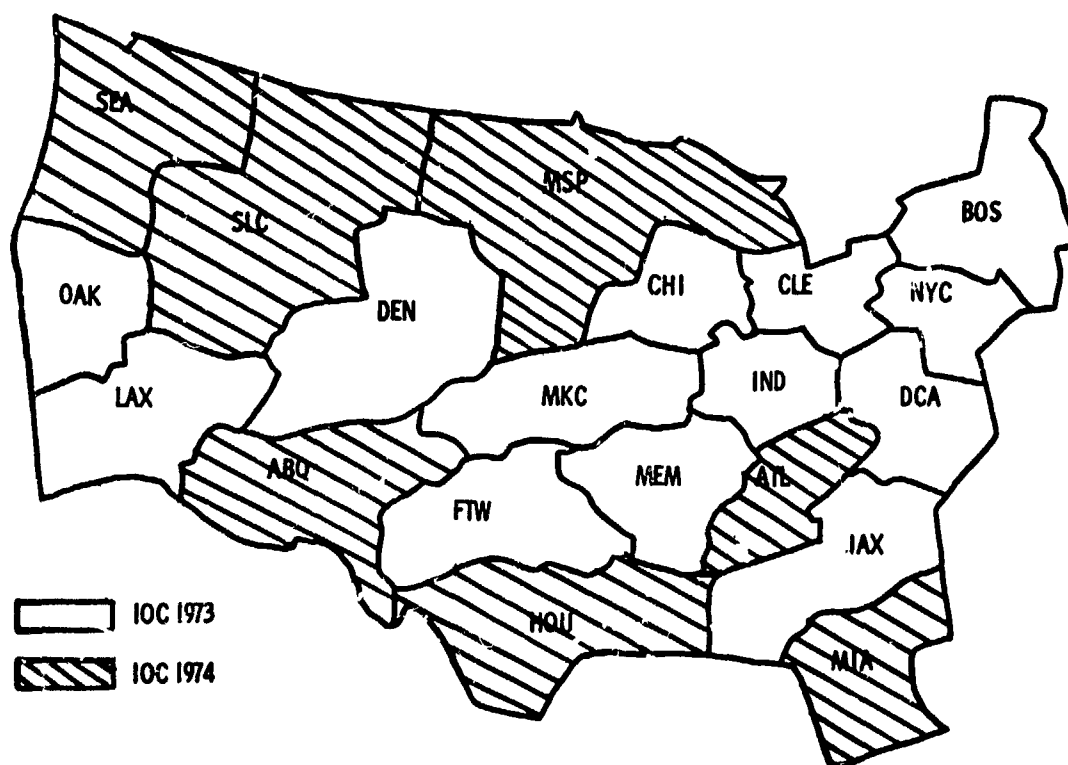 SEA
MSP
SLC
BOS
OAK
DEN
CHI
CLE
NYC
LAX
MKC
IND
DCA
ABQ
FTW
MEM
ATL
JAX
HOU
MIA
IOC 1973
IOC 1974